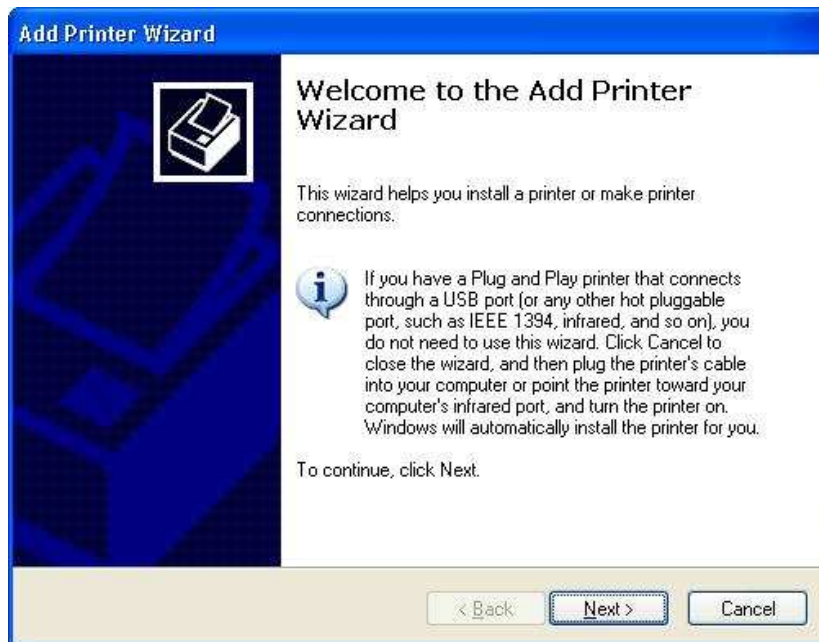 Add Printer Wizard
Welcome to the Add Printer
Wizard
This wizard helps you install a printer or make printer
connections.
If you have a Plug and Play printer that connects
through a USB port (or any other hot pluggable
port, such as IEEE 1394, infrared, and so on), you
do not need to use this wizard. Click Cancel to
close the wizard, and then plug the printer's cable
into your computer or point the printer toward your
computer's infrared port, and turn the printer on.
Windows will automatically install the printer for you.
To continue, click Next.
< Back Next > Cancel